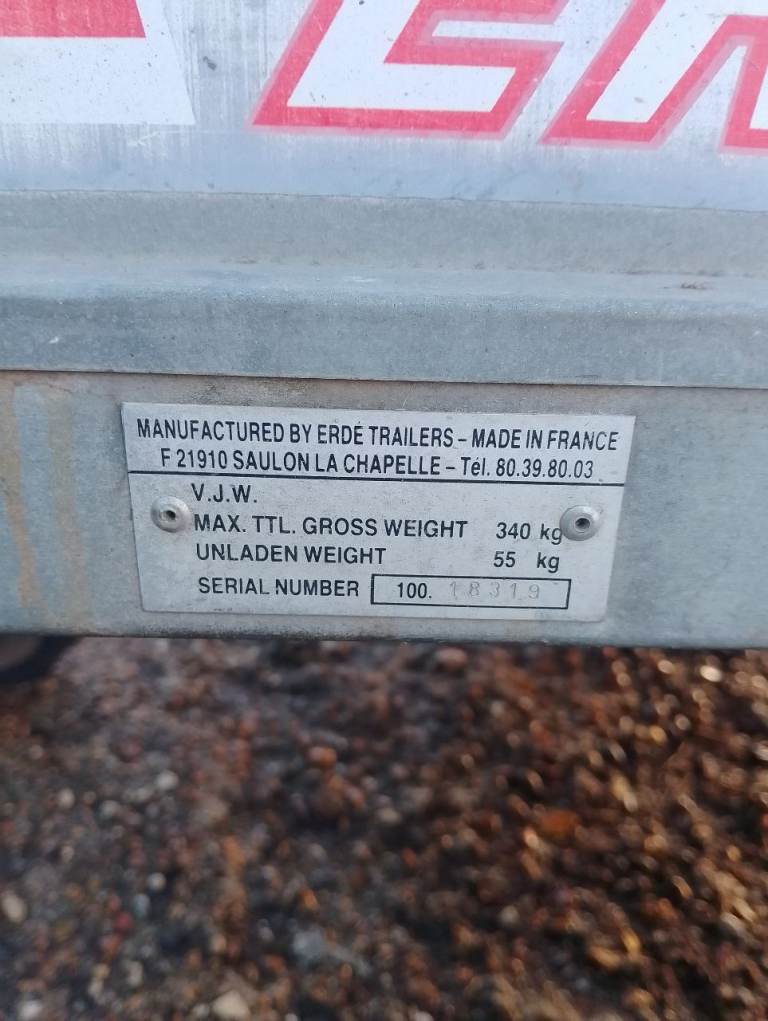 MANUFACTURED BY ERDÉ TRAILERS – MADE IN FRANCE
F 21910 SAULON LA CHAPELLE – Tél. 80.39.80.03
V.J.W.
MAX. TTL. GROSS WEIGHT 340 kg
UNLADEN WEIGHT 55 kg
SERIAL NUMBER 100. 18319